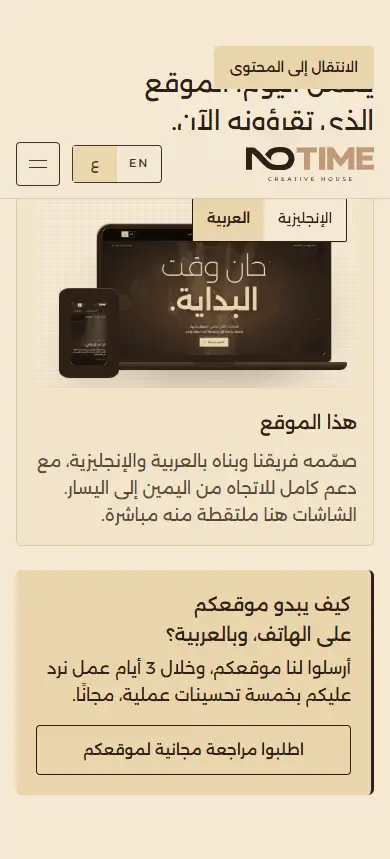 الانتقال إلى المحتوى
اليوم، الموقع
الذي تقرؤونه الآن.
ع
EN
NOTIME
CREATIVE HOUSE
العربية
الإنجليزية
حان وقت
البداية.
هذا الموقع
صمّمه فريقنا وبناه بالعربية والإنجليزية، مع
دعم كامل للاتجاه من اليمين إلى اليسار.
الشاشات هنا ملتقطة منه مباشرة.
كيف يبدو موقعكم
على الهاتف، وبالعربية؟
أرسلوا لنا موقعكم، وخلال 3 أيام عمل نرد
عليكم بخمسة تحسينات عملية، مجانًا.
اطلبوا مراجعة مجانية لموقعكم